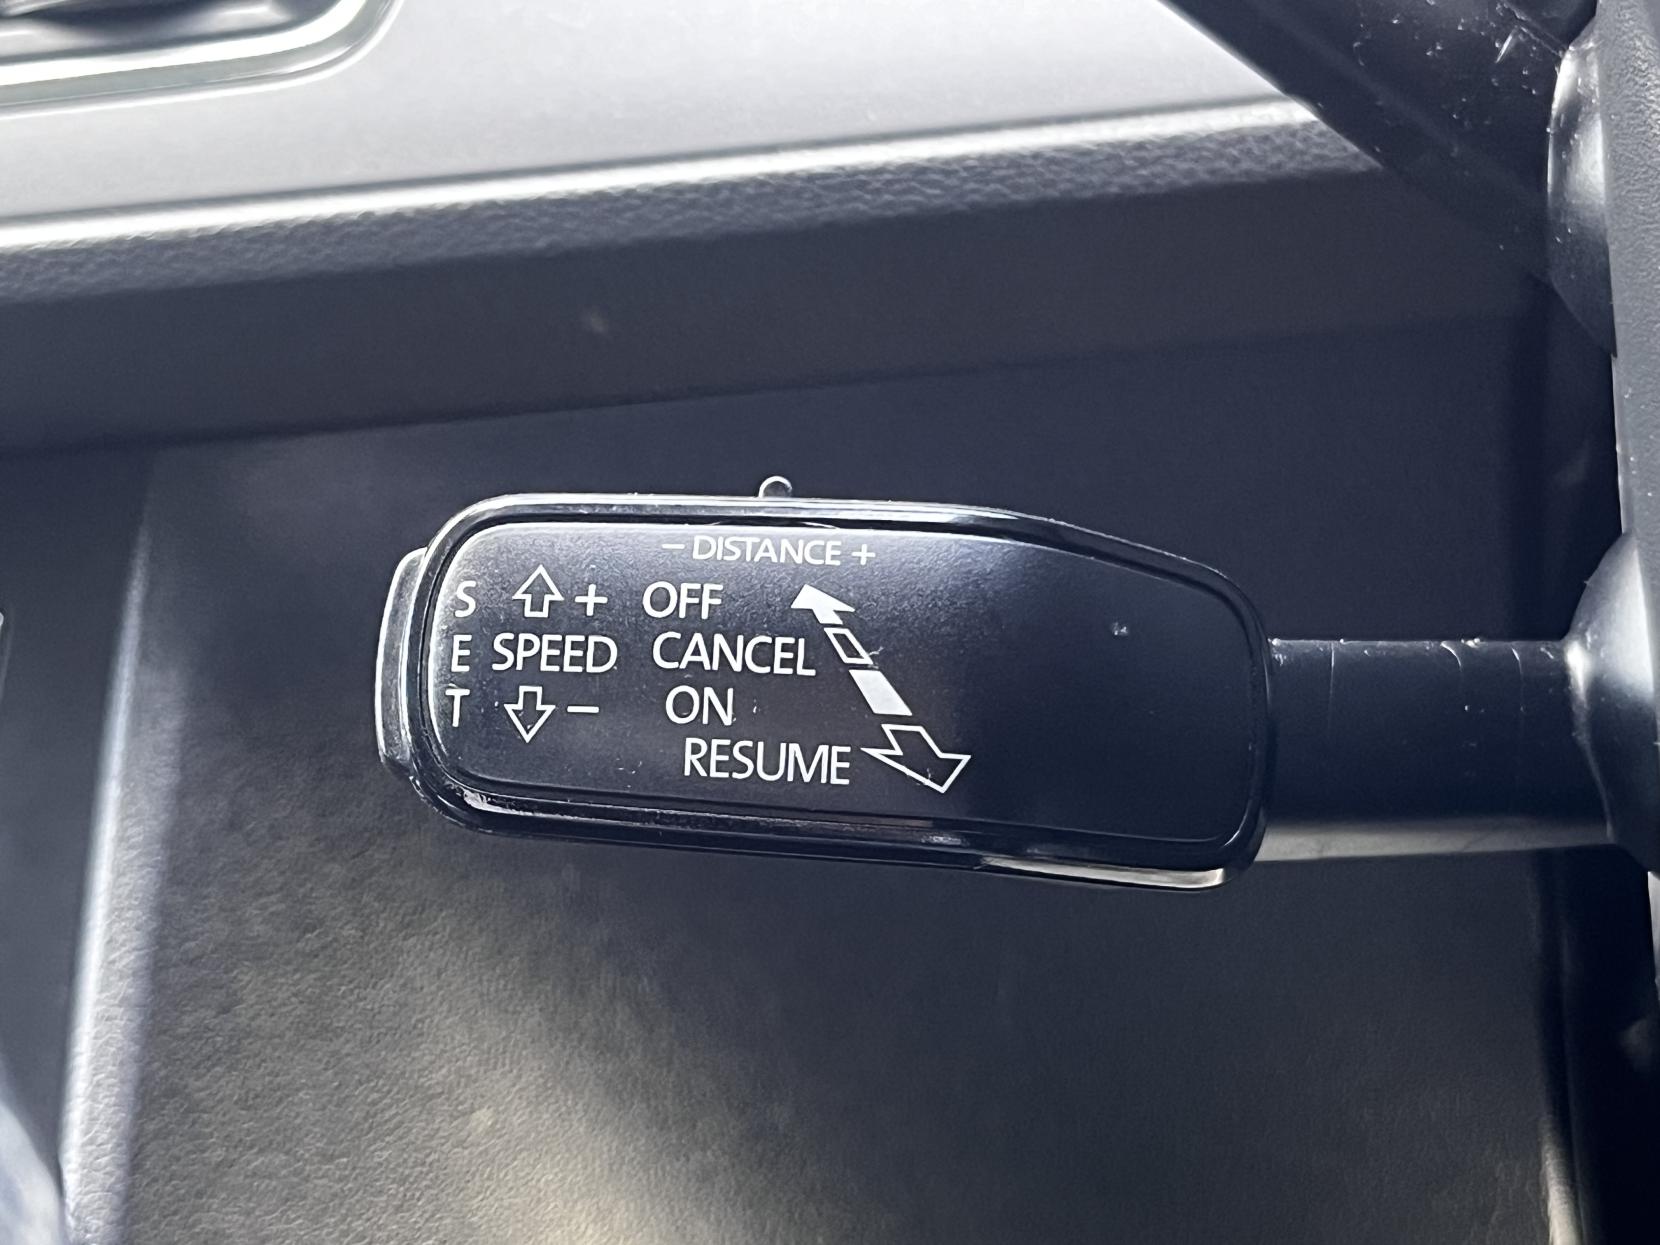 – DISTANCE +
S + OFF
E SPEED CANCEL
T – ON
RESUME